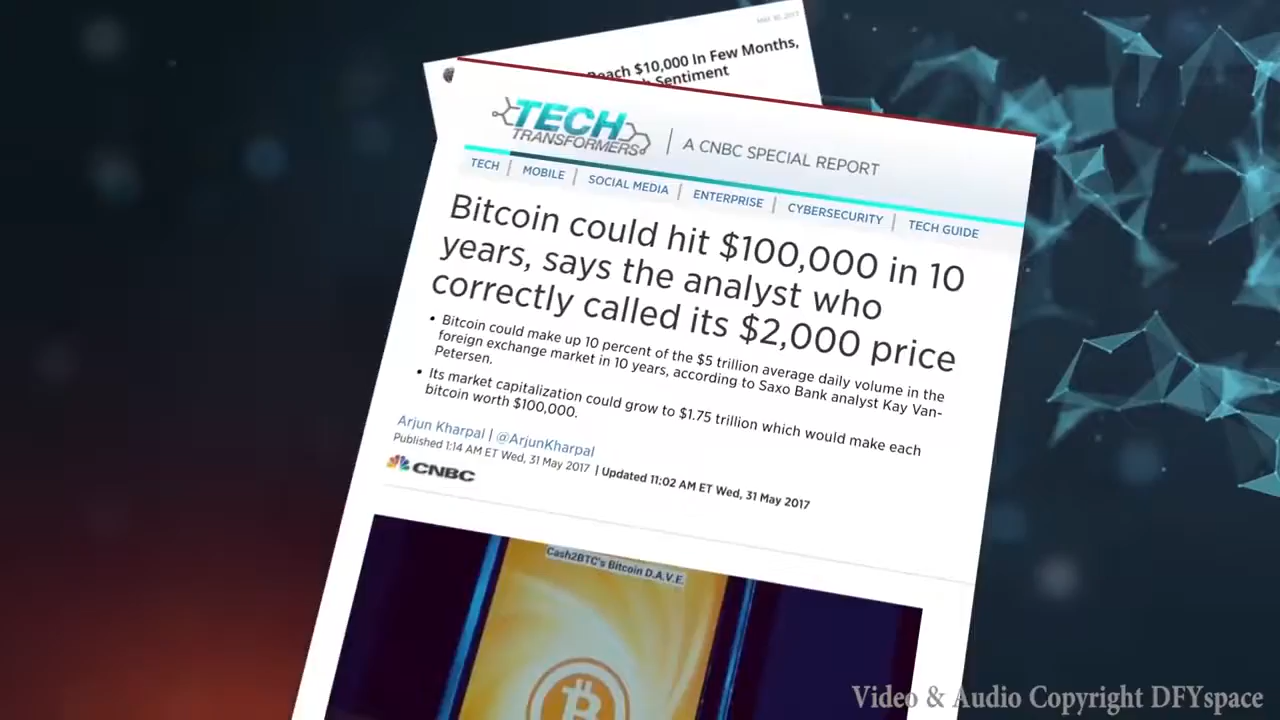 MAY 30, 2017
Reach $10,000 In Few Months,
Sentiment
TECH
TRANSFORMERS
A CNBC SPECIAL REPORT
TECH | MOBILE | SOCIAL MEDIA | ENTERPRISE | CYBERSECURITY | TECH GUIDE
Bitcoin could hit $100,000 in 10
years, says the analyst who
correctly called its $2,000 price
• Bitcoin could make up 10 percent of the $5 trillion average daily volume in the
foreign exchange market in 10 years, according to Saxo Bank analyst Kay Van-
Petersen.
• Its market capitalization could grow to $1.75 trillion which would make each
bitcoin worth $100,000.
Arjun Kharpal | @ArjunKharpal
Published 1:14 AM ET Wed, 31 May 2017 | Updated 11:02 AM ET Wed, 31 May 2017
CNBC
Cash2BTC's Bitcoin D.A.V.E.
Video & Audio Copyright DFYspace